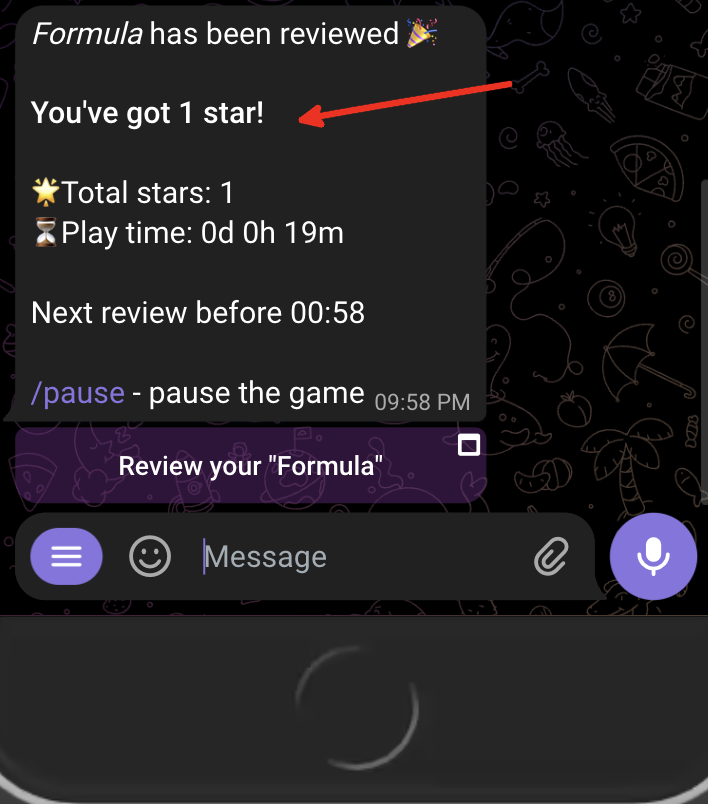 Formula has been reviewed 🎉
You've got 1 star!
🌟Total stars: 1
⏳Play time: 0d 0h 19m
Next review before 00:58
/pause - pause the game 09:58 PM
Review your "Formula"
Message